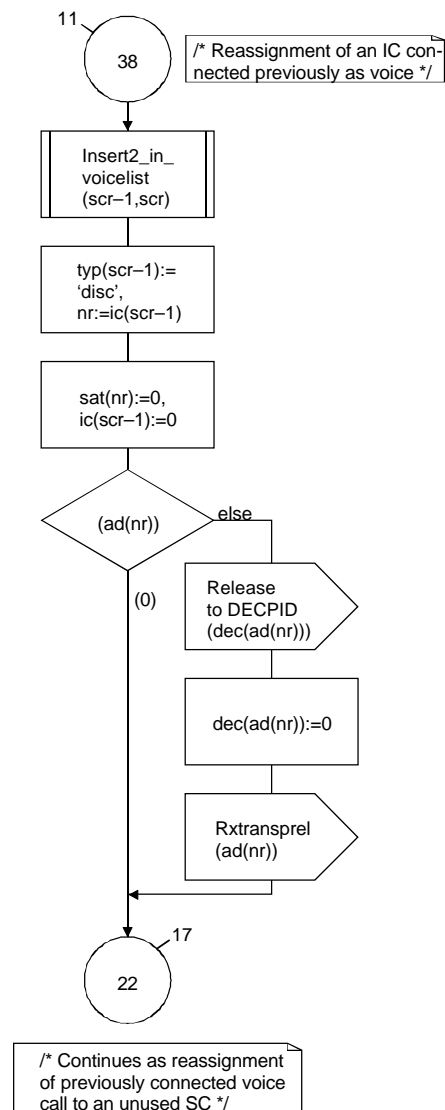 11
38
/* Reassignment of an IC con-
nected previously as voice */
Insert2_in_
voicelist
(scr–1,scr)
typ(scr–1):=
‘disc’,
nr:=ic(scr–1)
sat(nr):=0,
ic(scr–1):=0
(ad(nr))
else
(0)
Release
to DECPID
(dec(ad(nr)))
dec(ad(nr)):=0
Rxtransprel
(ad(nr))
17
22
/* Continues as reassignment
of previously connected voice
call to an unused SC */